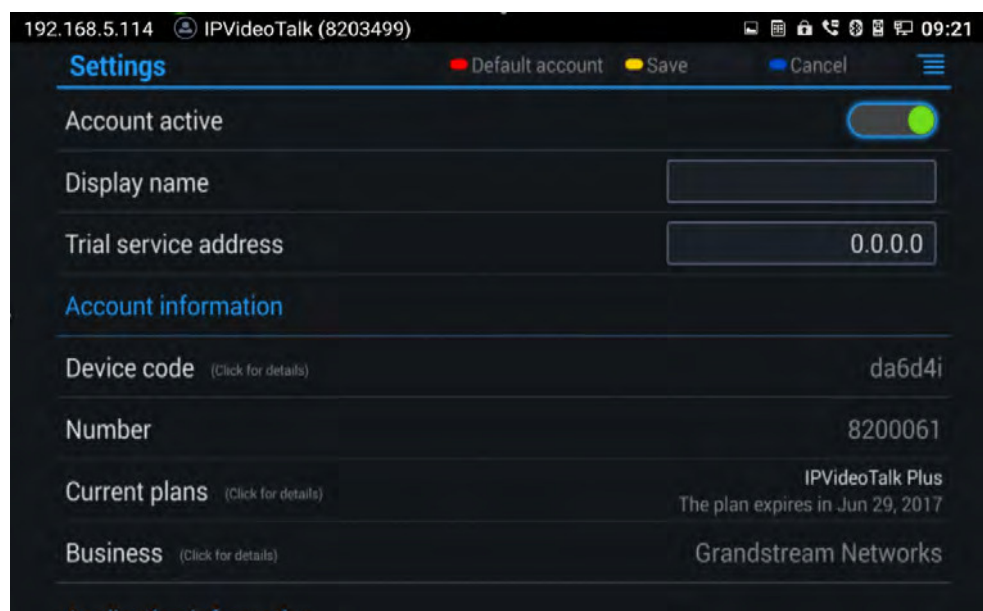 192.168.5.114 IPVideoTalk (8203499) 09:21
Settings Default account Save Cancel
Account active
Display name
Trial service address 0.0.0.0
Account information
Device code (Click for details) da6d4i
Number 8200061
Current plans (Click for details) IPVideoTalk Plus
The plan expires in Jun 29, 2017
Business (Click for details) Grandstream Networks